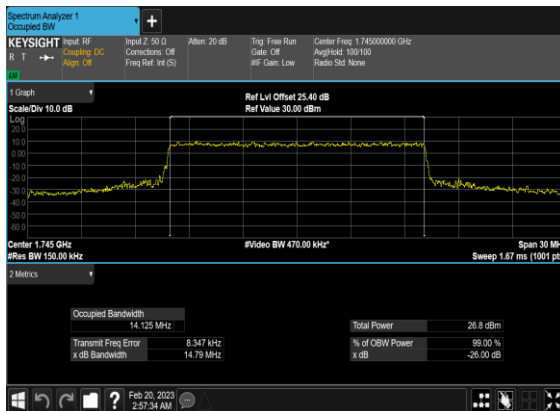 Spectrum Analyzer 1
Occupied BW
KEYSIGHT
R T
Input: RF
Coupling: DC
Align: Off
Input Z: 50 Ω
Corrections: Off
Freq Ref: Int (S)
Atten: 20 dB
Trig: Free Run
Gate: Off
#IF Gain: Low
Center Freq: 1.745000000 GHz
Avg|Hold: 100/100
Radio Std: None
1 Graph
Scale/Div 10.0 dB
Ref Lvl Offset 25.40 dB
Ref Value 30.00 dBm
Log
20.0
10.0
0.00
-10.0
-20.0
-30.0
-40.0
-50.0
-60.0
Center 1.745 GHz
#Res BW 150.00 kHz
#Video BW 470.00 kHz*
Span 30 MH
Sweep 1.67 ms (1001 pts
2 Metrics
Occupied Bandwidth
14.125 MHz
Transmit Freq Error 8.347 kHz
x dB Bandwidth 14.79 MHz
Total Power 26.8 dBm
% of OBW Power 99.00 %
x dB -26.00 dB
Feb 20, 2023
2:57:34 AM